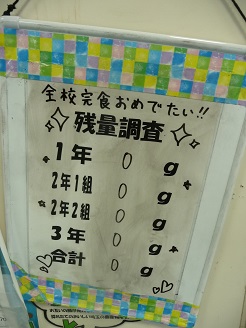 全校完食おめでたい!!
残量調査
1年 0 g
2年1組 0 g
2年2組 0 g
3年 0 g
合計 0 g